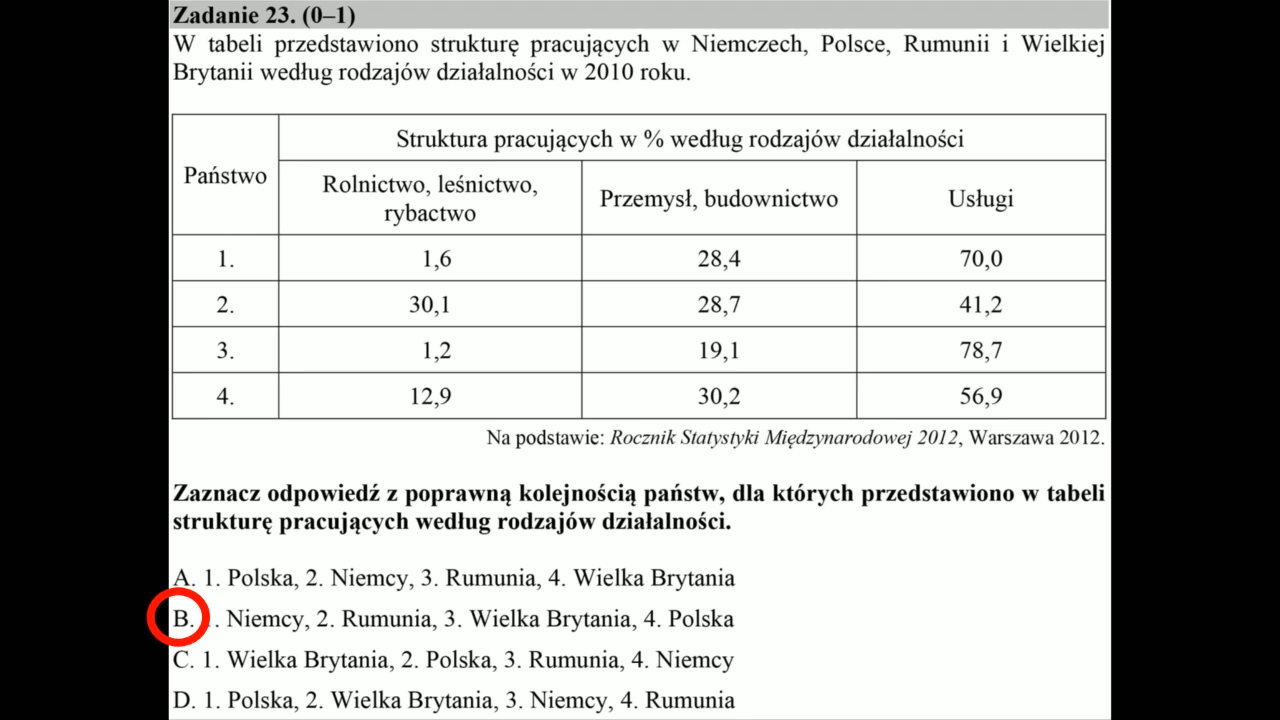 Zadanie 23. (0–1)
W tabeli przedstawiono strukturę pracujących w Niemczech, Polsce, Rumunii i Wielkiej
Brytanii według rodzajów działalności w 2010 roku.
Państwo
Struktura pracujących w % według rodzajów działalności
Rolnictwo, leśnictwo,
rybactwo
Przemysł, budownictwo
Usługi
1. 1,6 28,4 70,0
2. 30,1 28,7 41,2
3. 1,2 19,1 78,7
4. 12,9 30,2 56,9
Na podstawie: Rocznik Statystyki Międzynarodowej 2012, Warszawa 2012.
Zaznacz odpowiedź z poprawną kolejnością państw, dla których przedstawiono w tabeli
strukturę pracujących według rodzajów działalności.
A. 1. Polska, 2. Niemcy, 3. Rumunia, 4. Wielka Brytania
B. . Niemcy, 2. Rumunia, 3. Wielka Brytania, 4. Polska
C. 1. Wielka Brytania, 2. Polska, 3. Rumunia, 4. Niemcy
D. 1. Polska, 2. Wielka Brytania, 3. Niemcy, 4. Rumunia